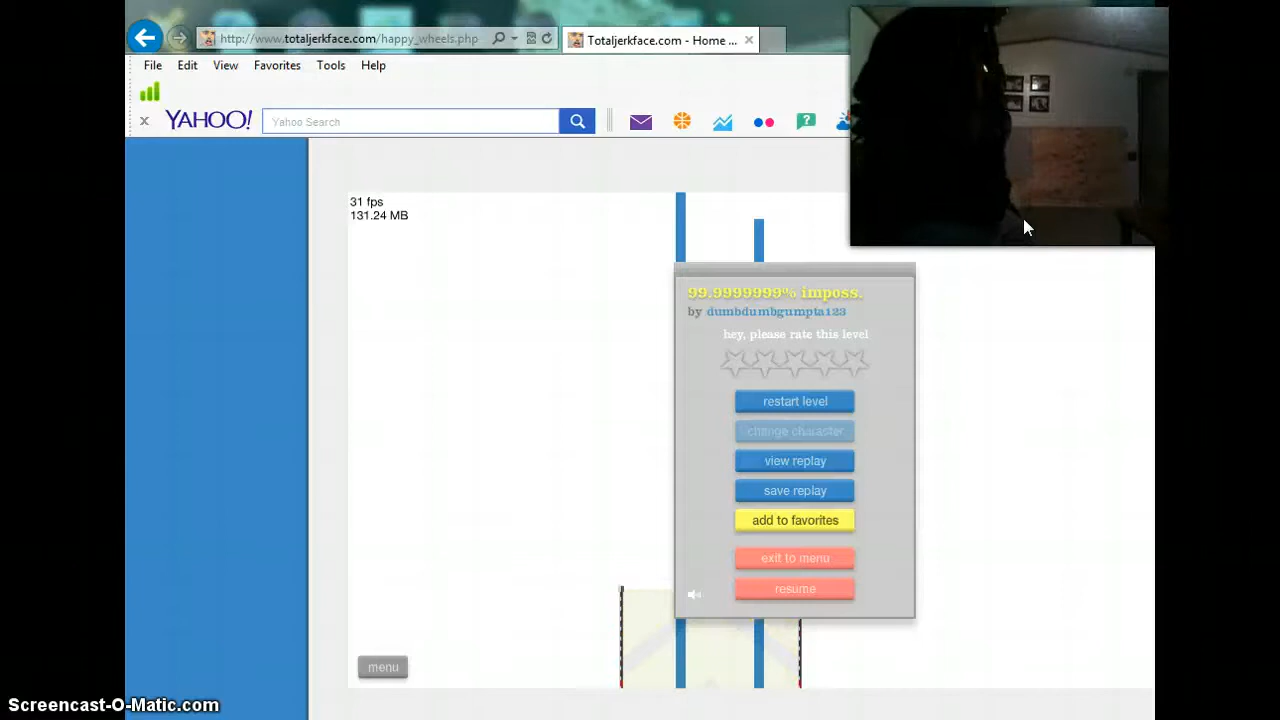 http://www.totaljerkface.com/happy_wheels.php
Totaljerkface.com - Home ...
File Edit View Favorites Tools Help
x YAHOO! Yahoo Search
31 fps
131.24 MB
99.9999999% imposs.
by dumbdumbgumpta123
hey, please rate this level
restart level
change character
view replay
save replay
add to favorites
exit to menu
resume
menu
Screencast-O-Matic.com